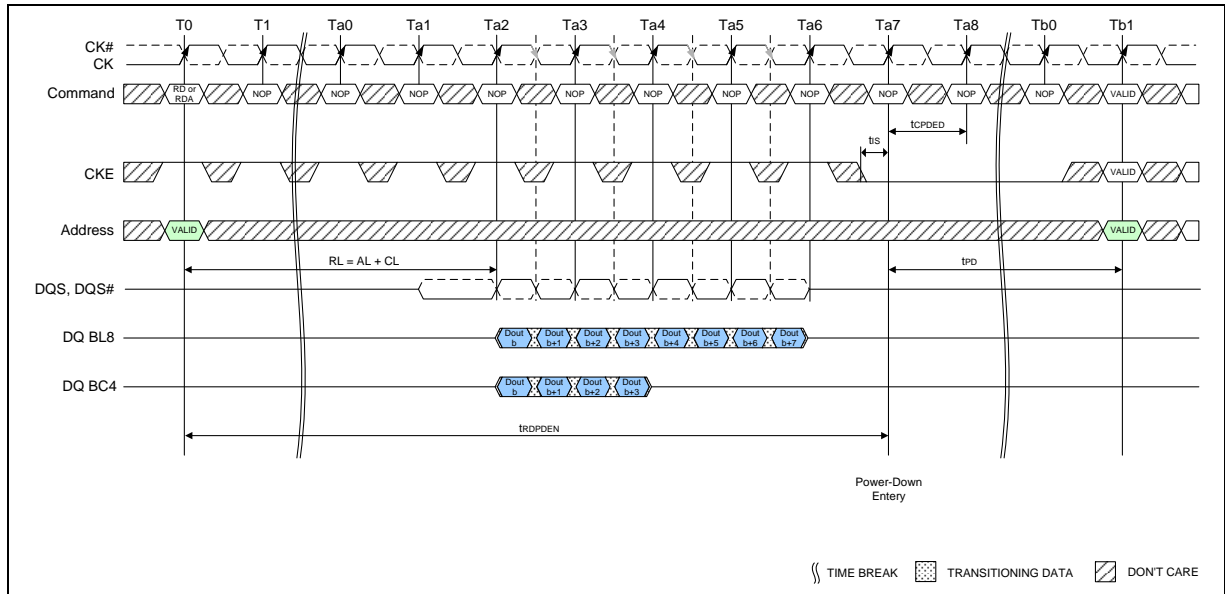 T0 T1 Ta0 Ta1 Ta2 Ta3 Ta4 Ta5 Ta6 Ta7 Ta8 Tb0 Tb1
CK#
CK
Command RD or RDA NOP NOP NOP NOP NOP NOP NOP NOP NOP NOP NOP VALID
tCPDED
tIS
CKE VALID
Address VALID VALID
RL = AL + CL tPD
DQS, DQS#
DQ BL8 Dout b Dout b+1 Dout b+2 Dout b+3 Dout b+4 Dout b+5 Dout b+6 Dout b+7
DQ BC4 Dout b Dout b+1 Dout b+2 Dout b+3
tRDPDEN
Power-Down
Entery
TIME BREAK TRANSITIONING DATA DON'T CARE